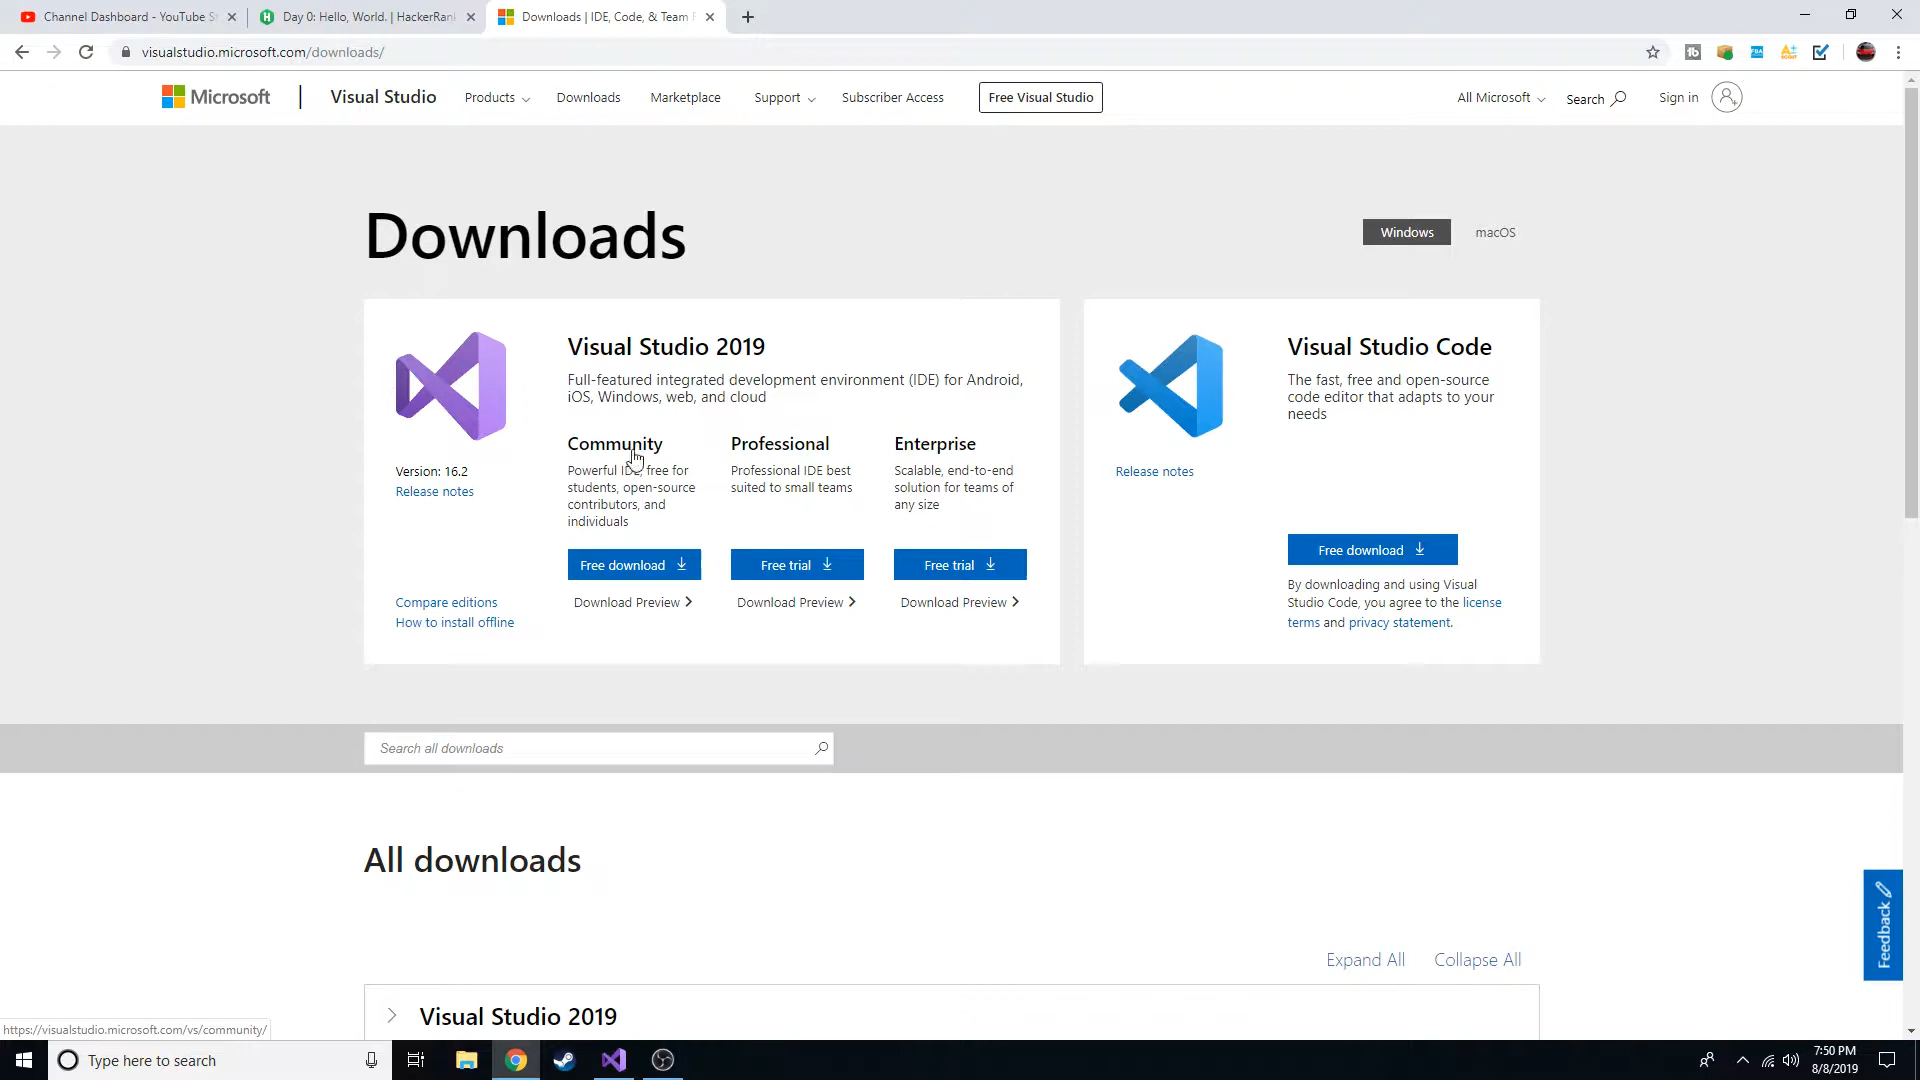 Channel Dashboard - YouTube S
Day 0: Hello, World. | HackerRank
Downloads | IDE, Code, & Team F
visualstudio.microsoft.com/downloads/
Microsoft
Visual Studio
Products
Downloads
Marketplace
Support
Subscriber Access
Free Visual Studio
All Microsoft
Search
Sign in
Downloads
Windows
macOS
Visual Studio 2019
Full-featured integrated development environment (IDE) for Android,
iOS, Windows, web, and cloud
Version: 16.2
Release notes
Compare editions
How to install offline
Community
Powerful IDE, free for
students, open-source
contributors, and
individuals
Free download
Download Preview
Professional
Professional IDE best
suited to small teams
Free trial
Download Preview
Enterprise
Scalable, end-to-end
solution for teams of
any size
Free trial
Download Preview
Visual Studio Code
The fast, free and open-source
code editor that adapts to your
needs
Release notes
Free download
By downloading and using Visual
Studio Code, you agree to the license
terms and privacy statement.
Search all downloads
All downloads
Expand All
Collapse All
Visual Studio 2019
Feedback
https://visualstudio.microsoft.com/vs/community/
Type here to search
7:50 PM
8/8/2019